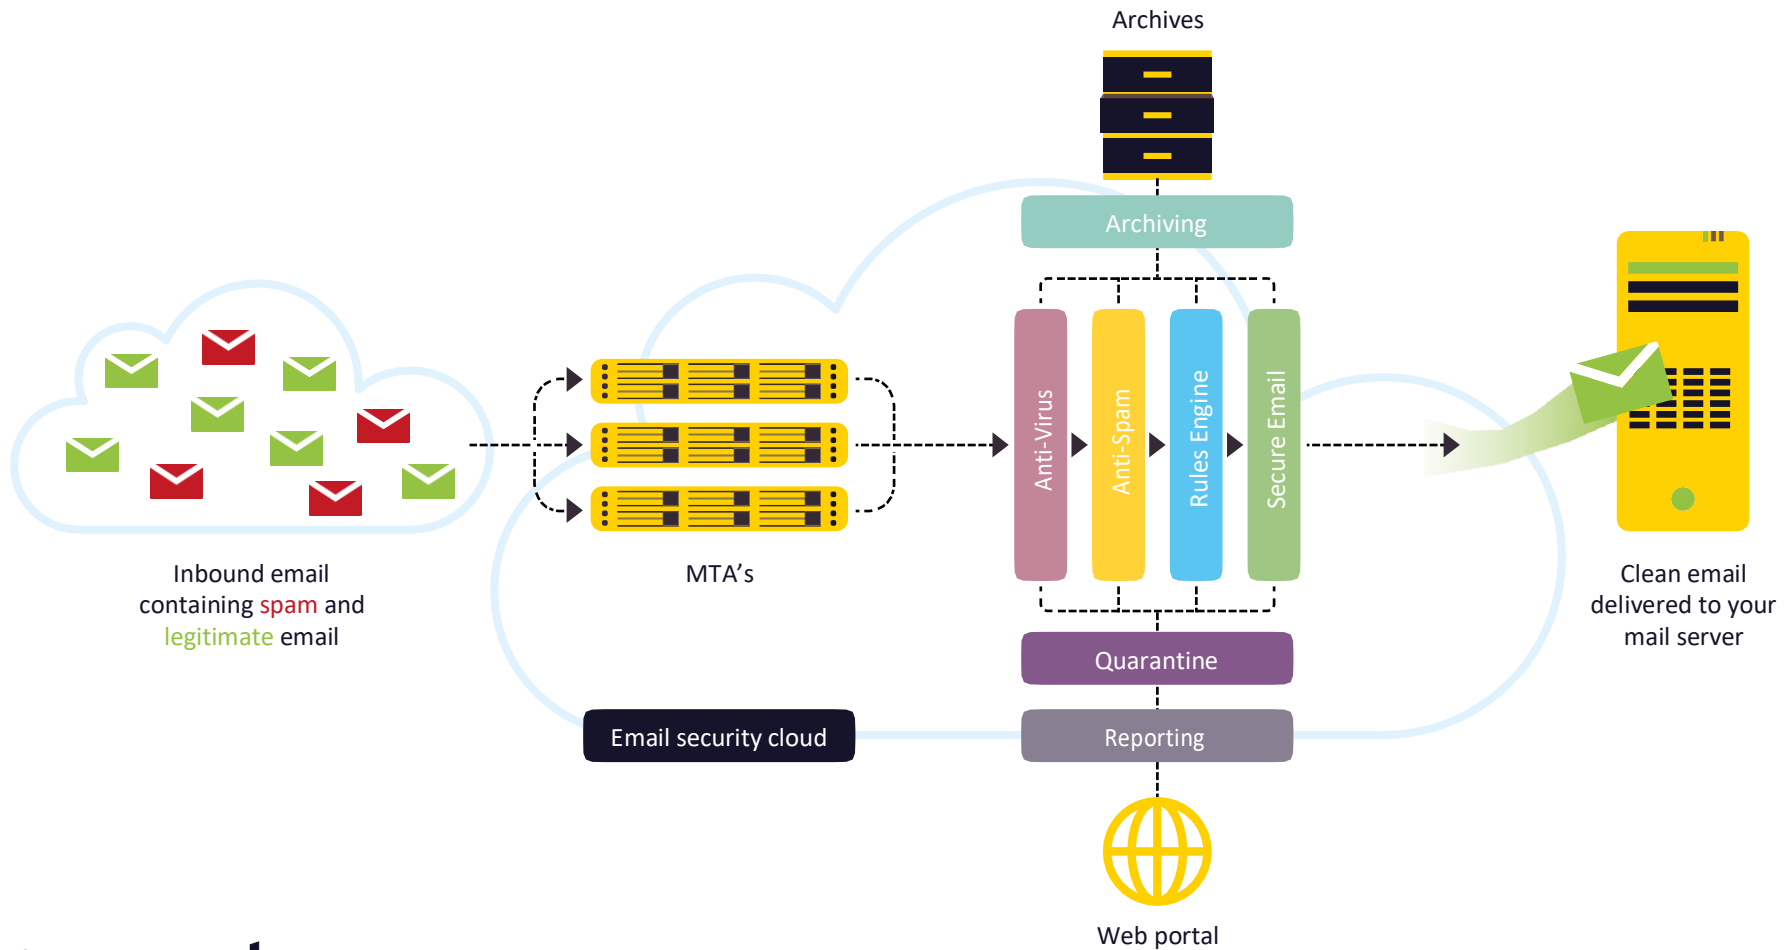 Archives
Archiving
Anti-Virus
Anti-Spam
Rules Engine
Secure Email
Inbound email
containing spam and
legitimate email
MTA's
Clean email
delivered to your
mail server
Quarantine
Email security cloud
Reporting
Web portal